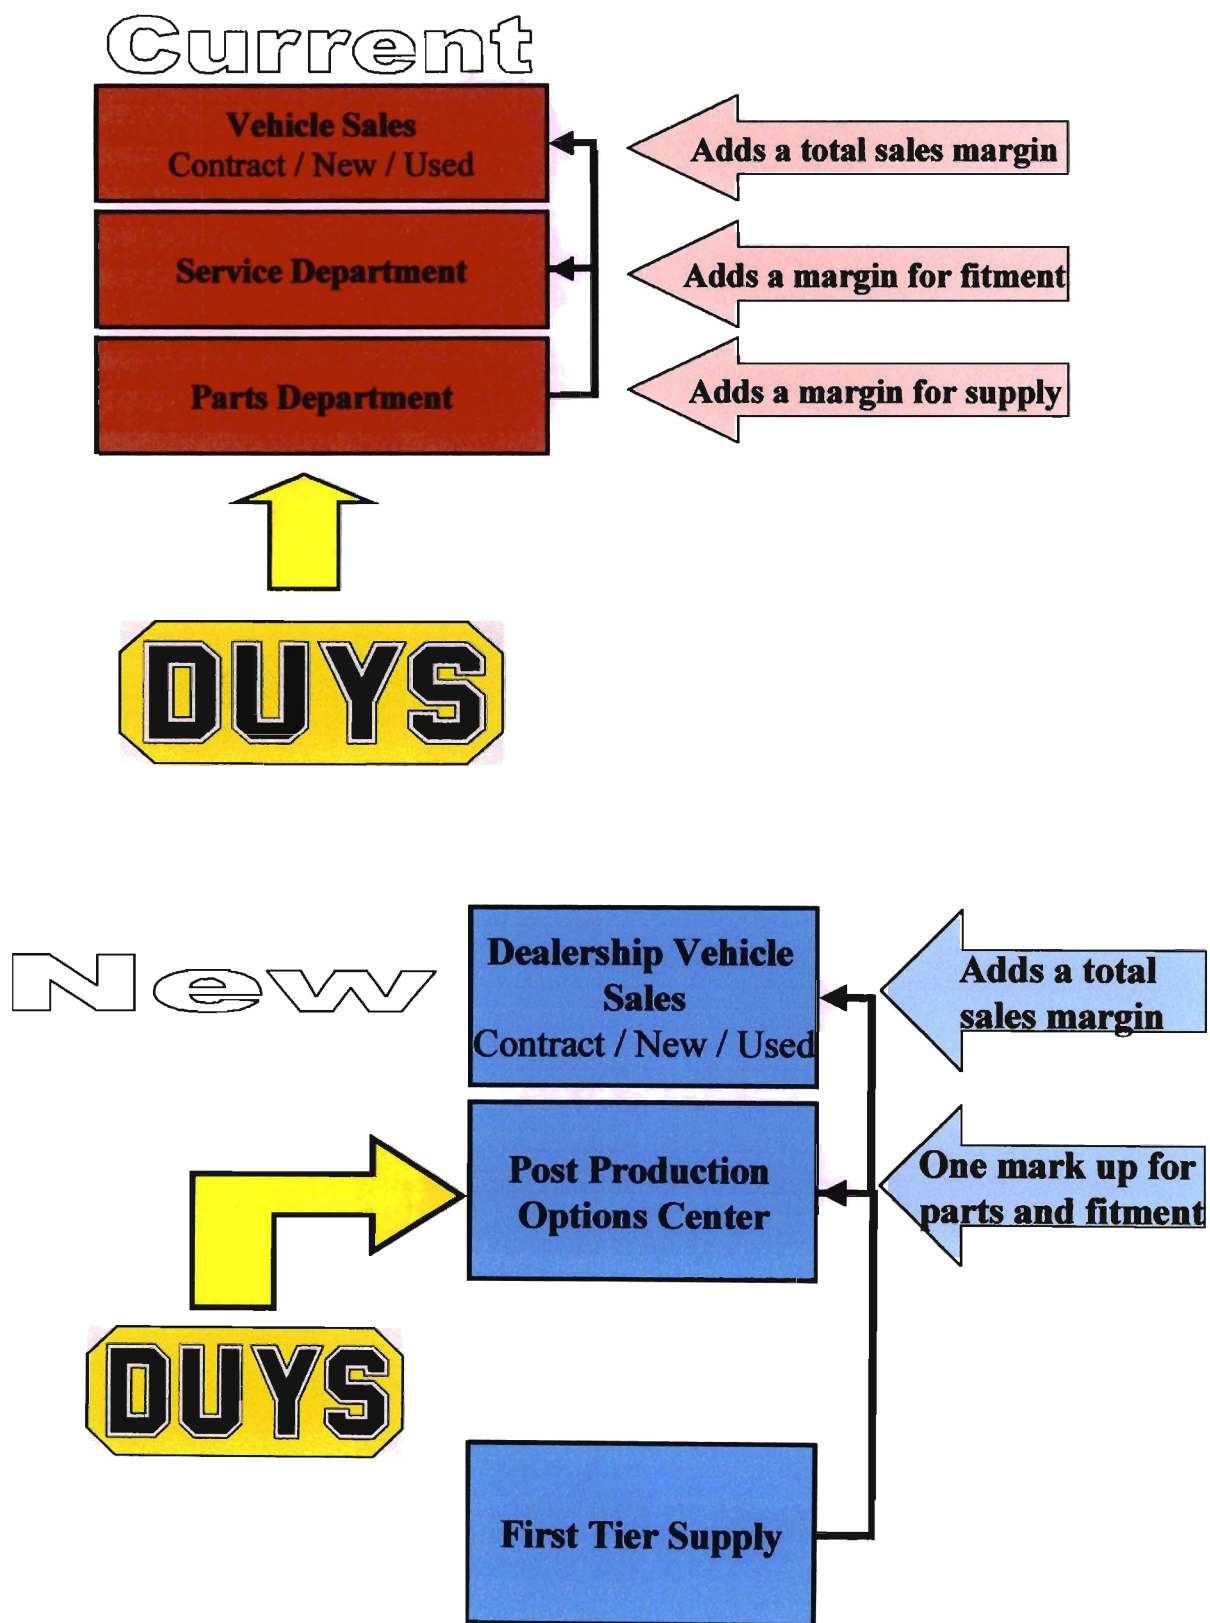 Current
Vehicle Sales
Contract / New / Used
Adds a total sales margin
Service Department
Adds a margin for fitment
Parts Department
Adds a margin for supply
DUYS
New
Dealership Vehicle
Sales
Contract / New / Used
Adds a total
sales margin
Post Production
Options Center
One mark up for
parts and fitment
DUYS
First Tier Supply